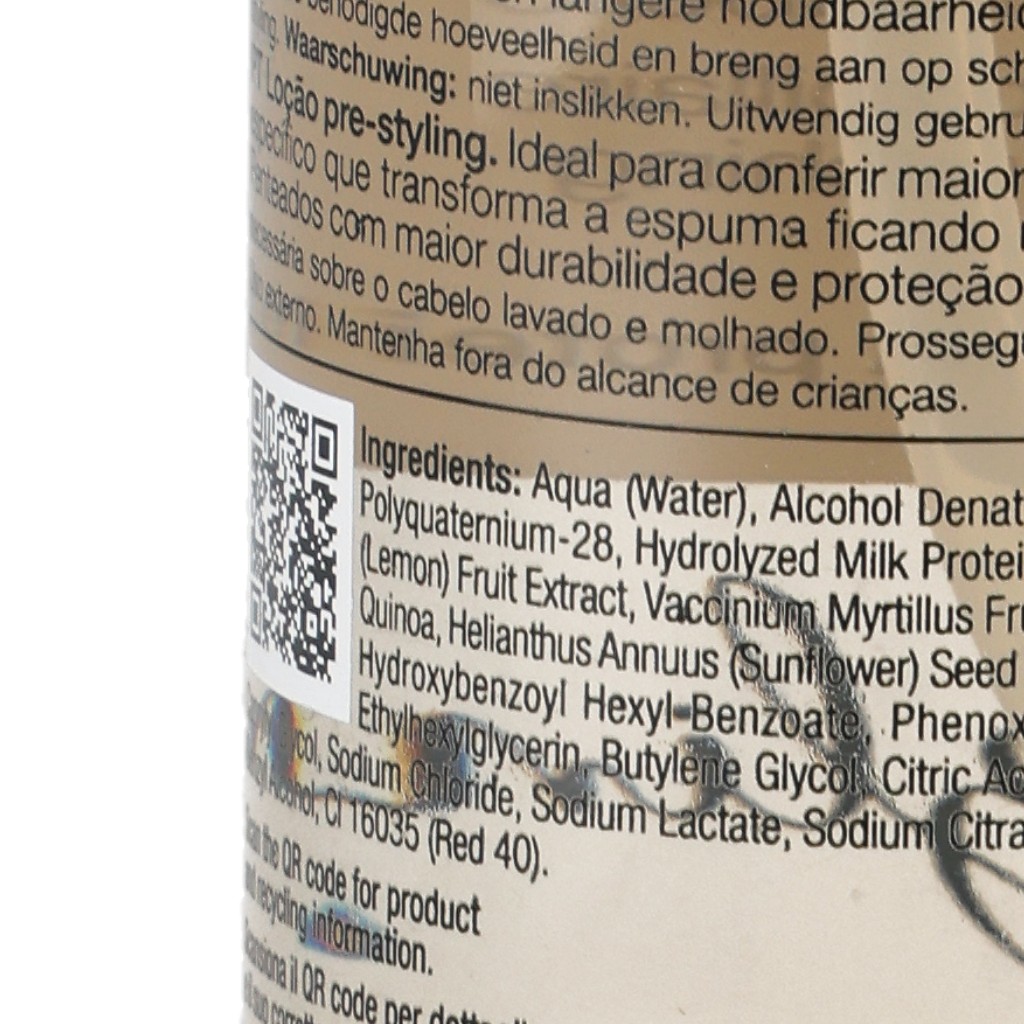 langere houdbaarheid
benodigde hoeveelheid en breng aan op sch
Waarschuwing: niet inslikken. Uitwendig gebru
PT Loção pre-styling. Ideal para conferir maior
específico que transforma a espuma ficando
com maior durabilidade e proteção
sobre o cabelo lavado e molhado. Prosseg
externo. Mantenha fora do alcance de crianças.
Ingredients: Aqua (Water), Alcohol Denat
Polyquaternium-28, Hydrolyzed Milk Protei
(Lemon) Fruit Extract, Vaccinium Myrtillus Fru
Quinoa, Helianthus Annuus (Sunflower) Seed
Hydroxybenzoyl Hexyl Benzoate, Phenox
Ethylhexylglycerin, Butylene Glycol, Citric Ac
Sodium Chloride, Sodium Lactate, Sodium Citra
Alcohol, CI 16035 (Red 40).
the QR code for product
recycling information.
il QR code per